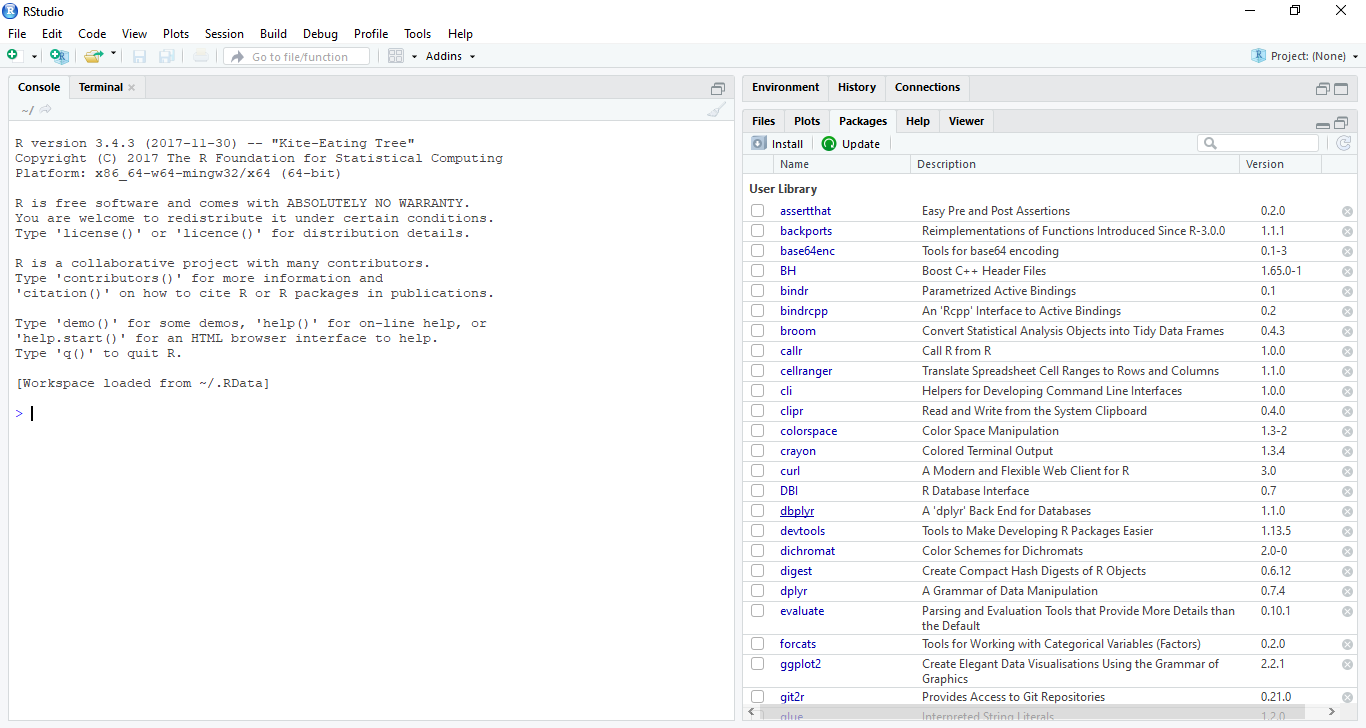 RStudio
File Edit Code View Plots Session Build Debug Profile Tools Help
Go to file/function Addins Project: (None)
Console Terminal
~/
R version 3.4.3 (2017-11-30) -- "Kite-Eating Tree"
Copyright (C) 2017 The R Foundation for Statistical Computing
Platform: x86_64-w64-mingw32/x64 (64-bit)
R is free software and comes with ABSOLUTELY NO WARRANTY.
You are welcome to redistribute it under certain conditions.
Type 'license()' or 'licence()' for distribution details.
R is a collaborative project with many contributors.
Type 'contributors()' for more information and
'citation()' on how to cite R or R packages in publications.
Type 'demo()' for some demos, 'help()' for on-line help, or
'help.start()' for an HTML browser interface to help.
Type 'q()' to quit R.
[Workspace loaded from ~/.RData]
>
Environment History Connections
Files Plots Packages Help Viewer
Install Update
Name Description Version
User Library
assertthat Easy Pre and Post Assertions 0.2.0
backports Reimplementations of Functions Introduced Since R-3.0.0 1.1.1
base64enc Tools for base64 encoding 0.1-3
BH Boost C++ Header Files 1.65.0-1
bindr Parametrized Active Bindings 0.1
bindrcpp An 'Rcpp' Interface to Active Bindings 0.2
broom Convert Statistical Analysis Objects into Tidy Data Frames 0.4.3
callr Call R from R 1.0.0
cellranger Translate Spreadsheet Cell Ranges to Rows and Columns 1.1.0
cli Helpers for Developing Command Line Interfaces 1.0.0
clipr Read and Write from the System Clipboard 0.4.0
colorspace Color Space Manipulation 1.3-2
crayon Colored Terminal Output 1.3.4
curl A Modern and Flexible Web Client for R 3.0
DBI R Database Interface 0.7
dbplyr A 'dplyr' Back End for Databases 1.1.0
devtools Tools to Make Developing R Packages Easier 1.13.5
dichromat Color Schemes for Dichromats 2.0-0
digest Create Compact Hash Digests of R Objects 0.6.12
dplyr A Grammar of Data Manipulation 0.7.4
evaluate Parsing and Evaluation Tools that Provide More Details than 0.10.1
the Default
forcats Tools for Working with Categorical Variables (Factors) 0.2.0
ggplot2 Create Elegant Data Visualisations Using the Grammar of 2.2.1
Graphics
git2r Provides Access to Git Repositories 0.21.0
glue Interpreted String Literals 1.2.0